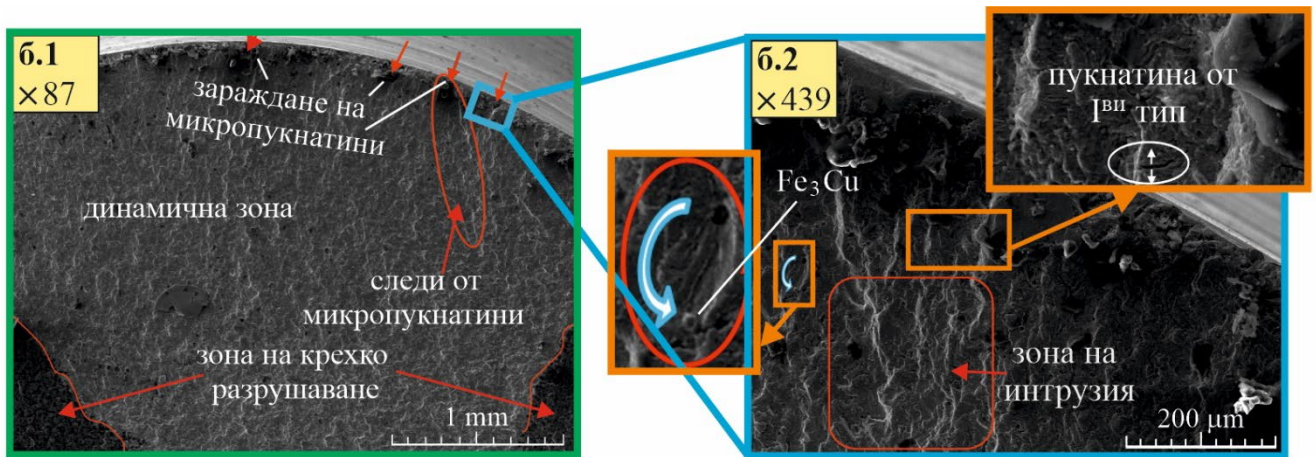 б.1
×87
зараждане на
микропукнатини
динамична зона
следи от
микропукнатини
зона на крехко
разрушаване
1 mm
б.2
×439
Fe₃Cu
пукнатина от
Iᵛᴵ тип
зона на
интрузия
200 μm